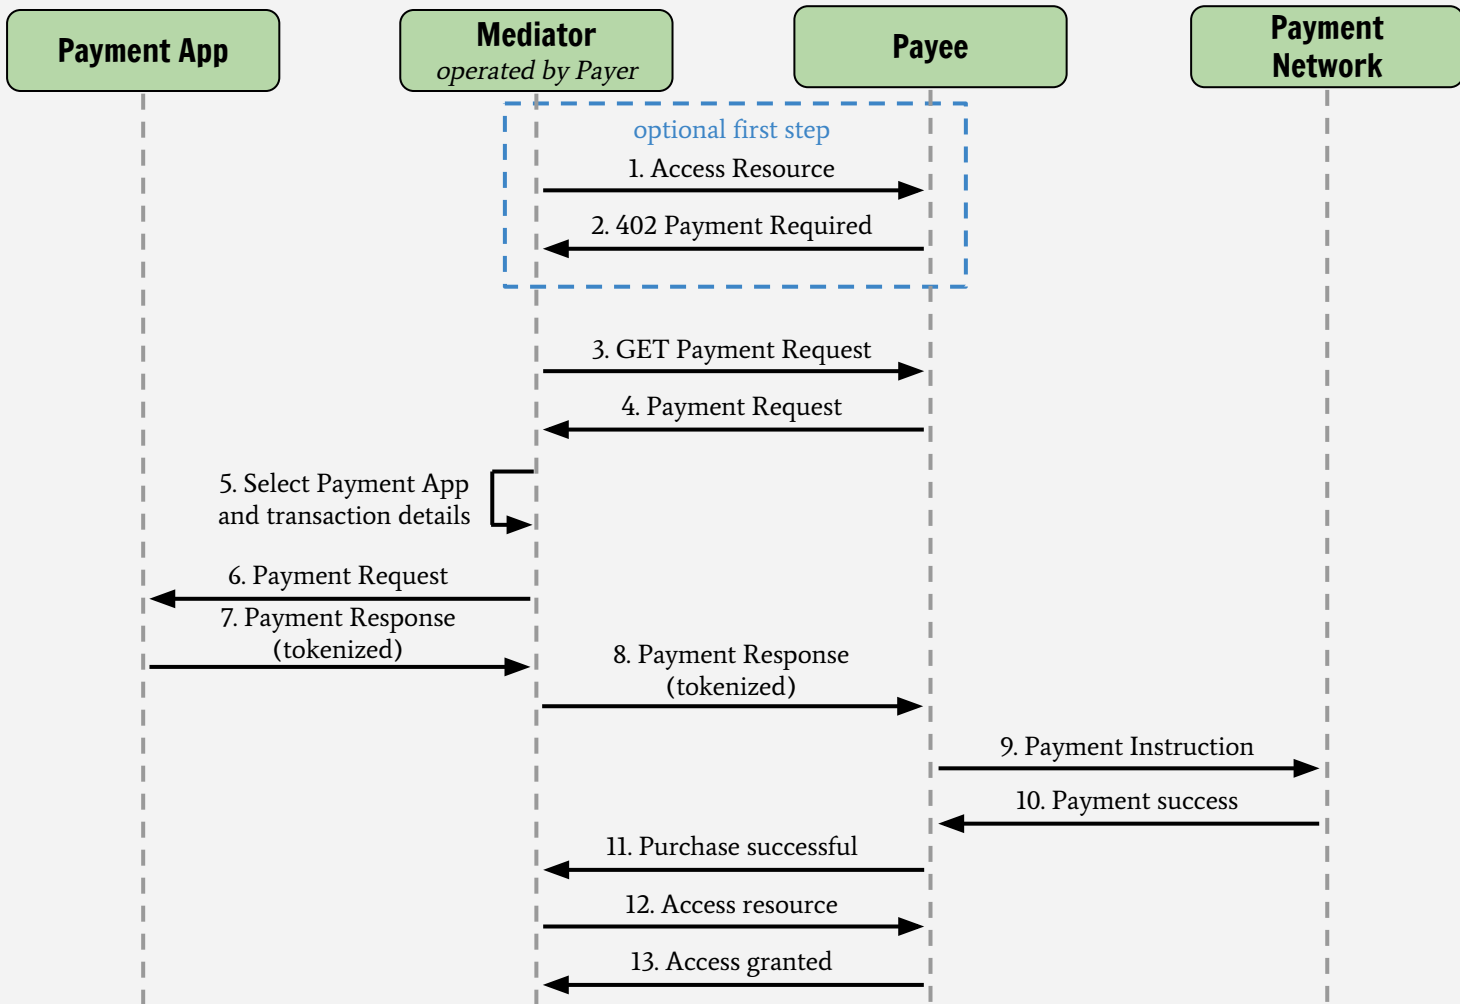 Payment App
Mediator
operated by Payer
Payee
Payment
Network
optional first step
1. Access Resource
2. 402 Payment Required
3. GET Payment Request
4. Payment Request
5. Select Payment App
and transaction details
6. Payment Request
7. Payment Response
(tokenized)
8. Payment Response
(tokenized)
9. Payment Instruction
10. Payment success
11. Purchase successful
12. Access resource
13. Access granted